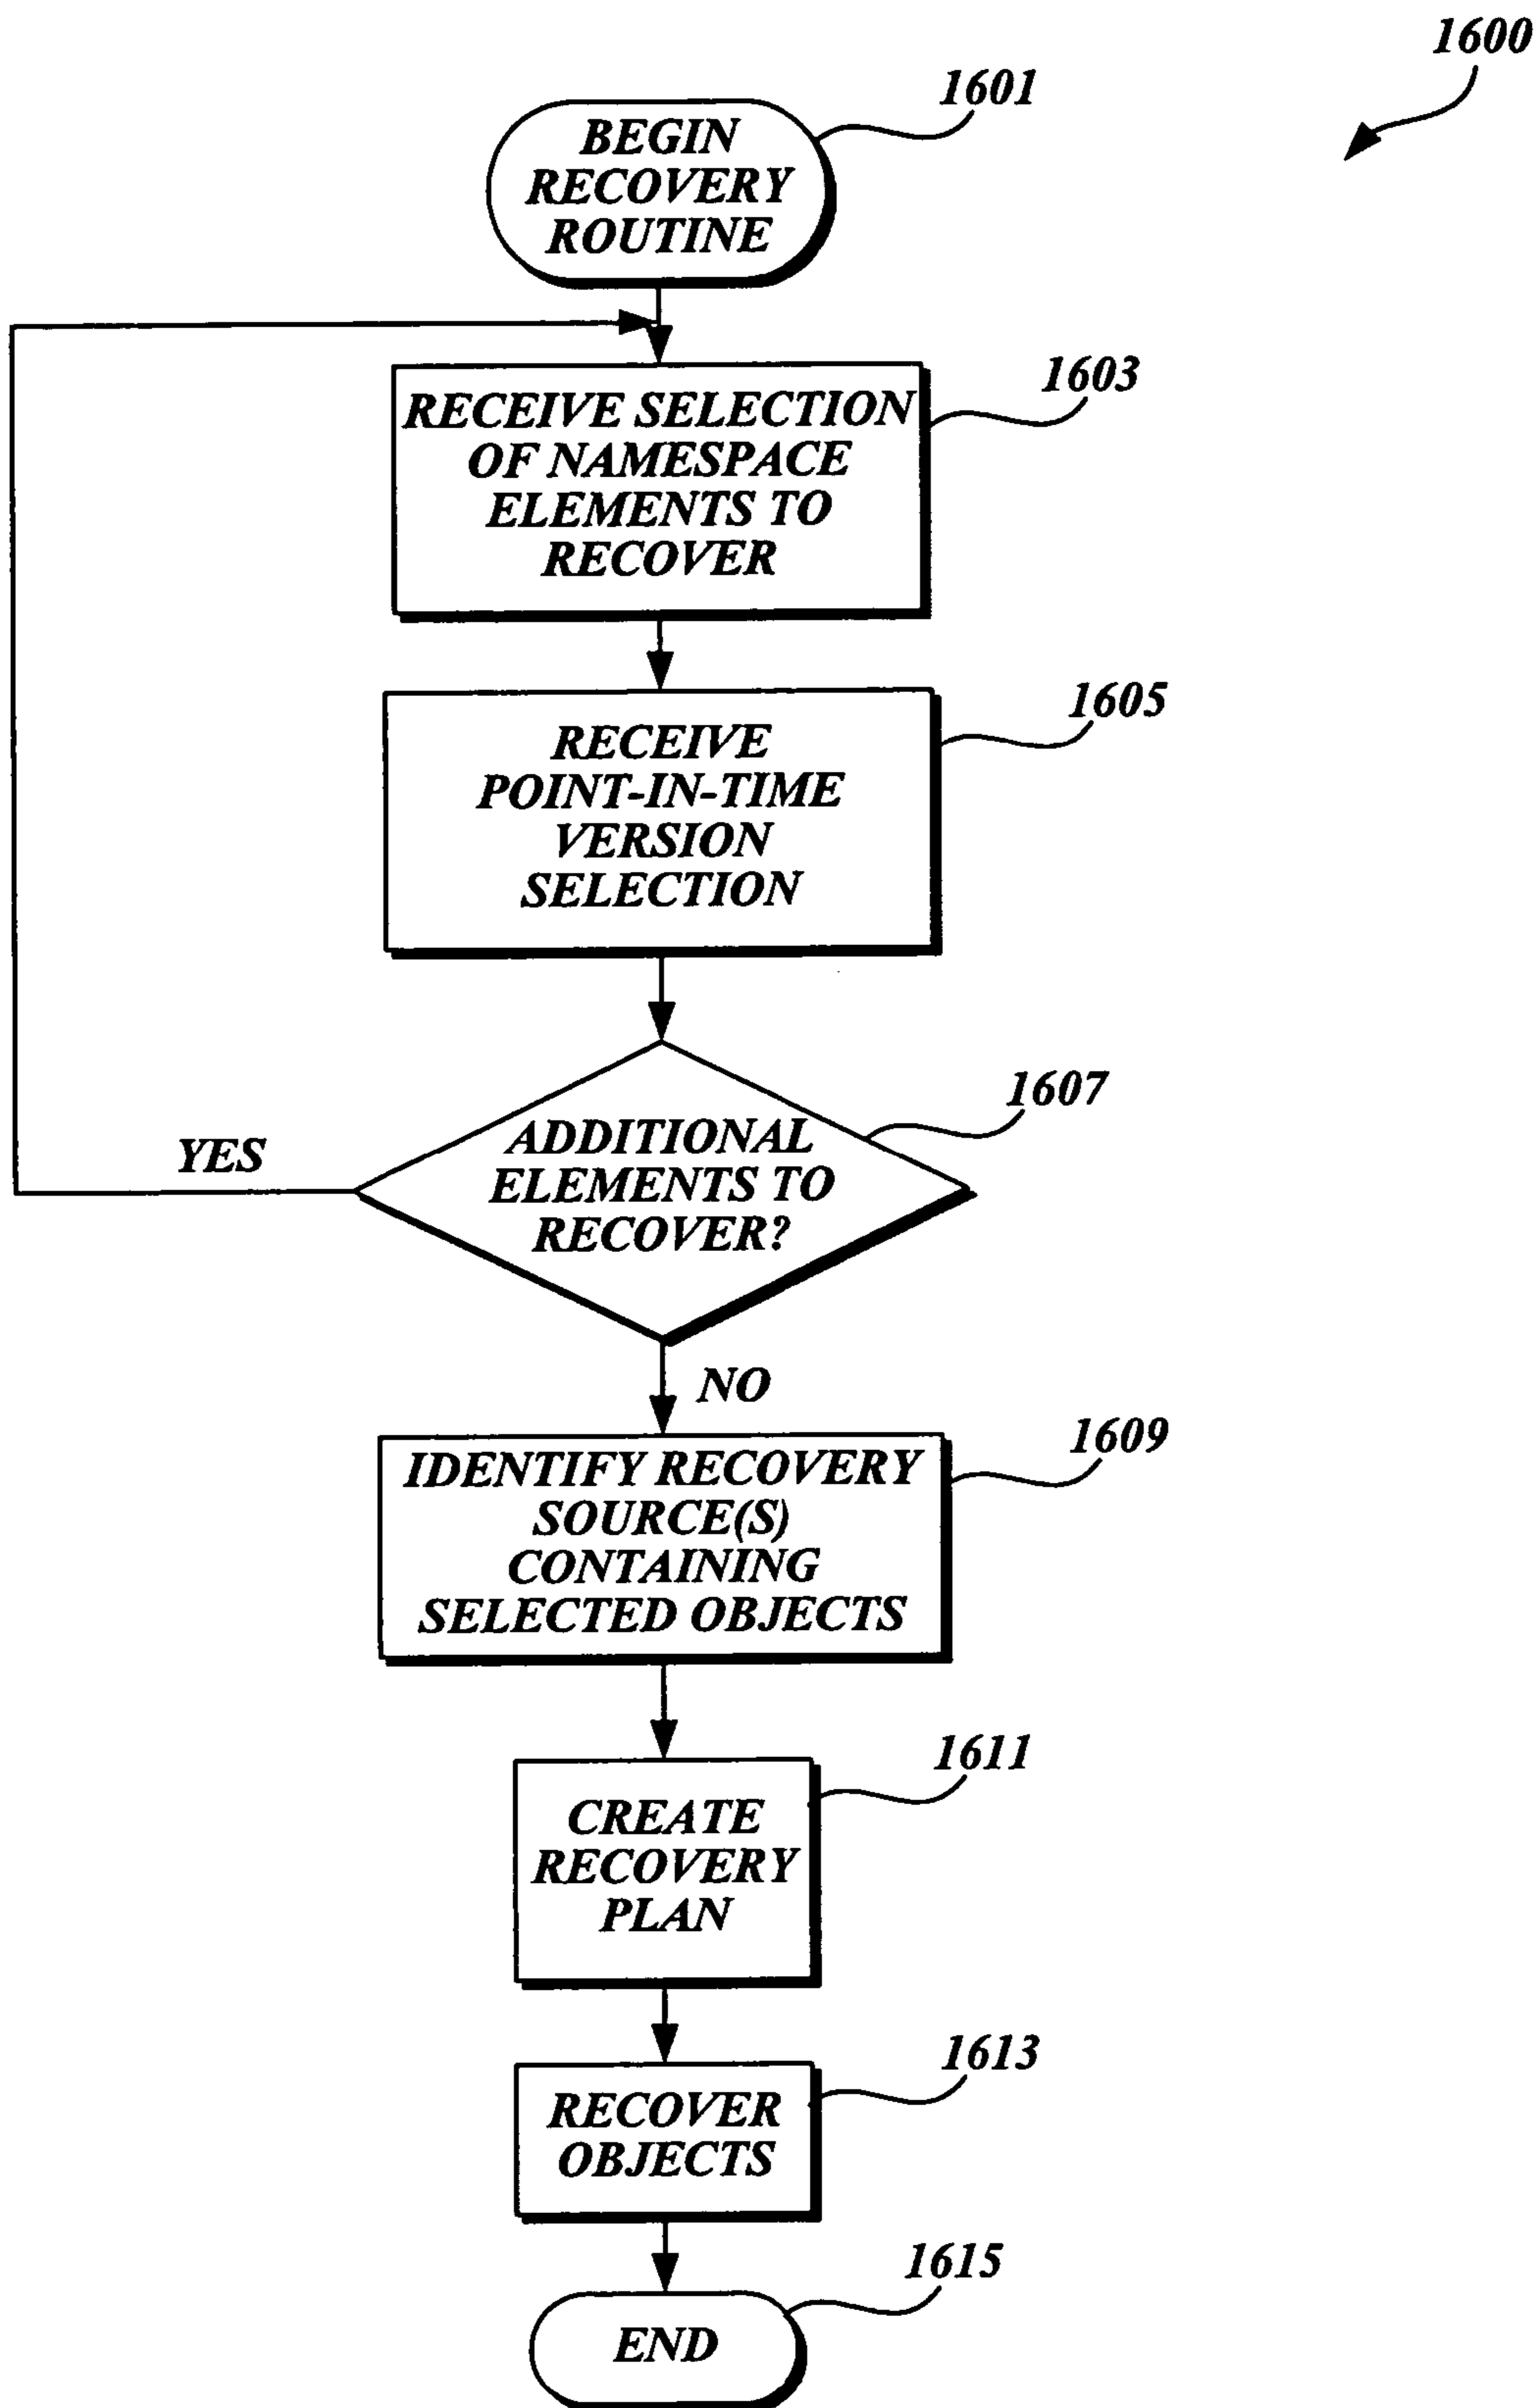 1600
1601
BEGIN
RECOVERY
ROUTINE
1603
RECEIVE SELECTION
OF NAMESPACE
ELEMENTS TO
RECOVER
1605
RECEIVE
POINT-IN-TIME
VERSION
SELECTION
1607
ADDITIONAL
ELEMENTS TO
RECOVER?
YES
NO
1609
IDENTIFY RECOVERY
SOURCE(S)
CONTAINING
SELECTED OBJECTS
1611
CREATE
RECOVERY
PLAN
1613
RECOVER
OBJECTS
1615
END